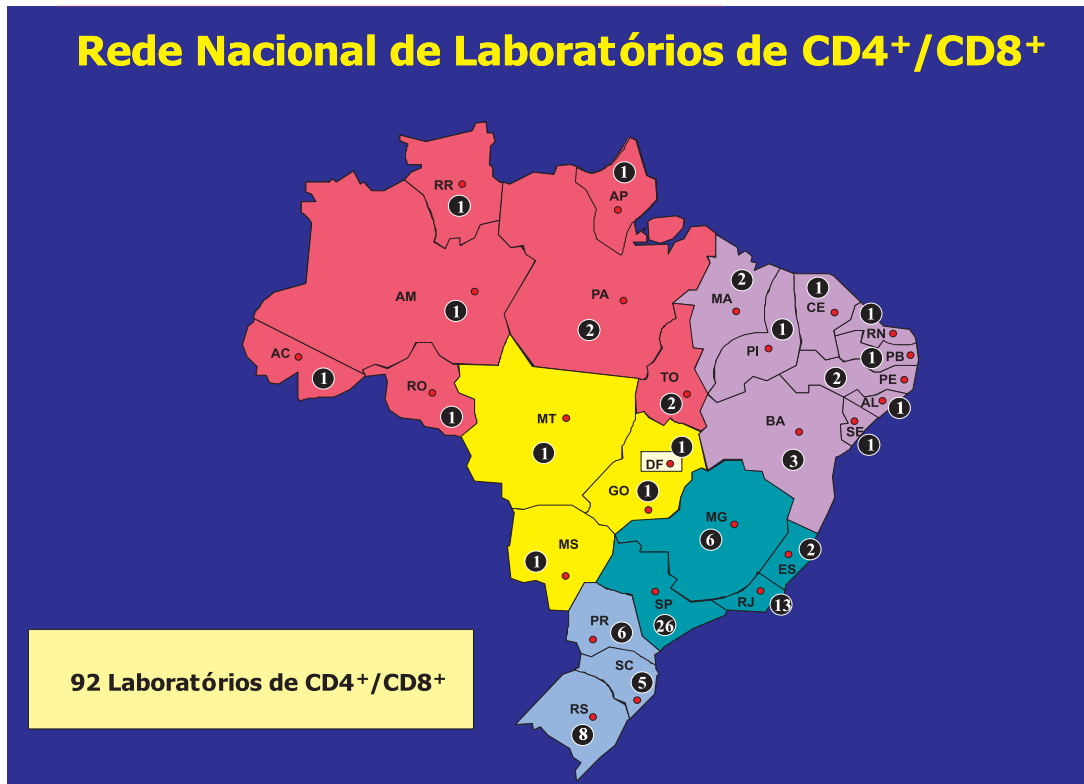 Rede Nacional de Laboratórios de CD4⁺/CD8⁺
RR
1
1
AP
AM
1
PA
2
2
MA
1
CE
1
RN
1
PI
1
PB
2
PE
AL
1
SE
1
AC
1
RO
1
TO
2
MT
1
BA
3
1
DF
GO
1
MG
6
2
ES
MS
1
SP
26
RJ
13
PR
6
SC
5
RS
8
92 Laboratórios de CD4⁺/CD8⁺